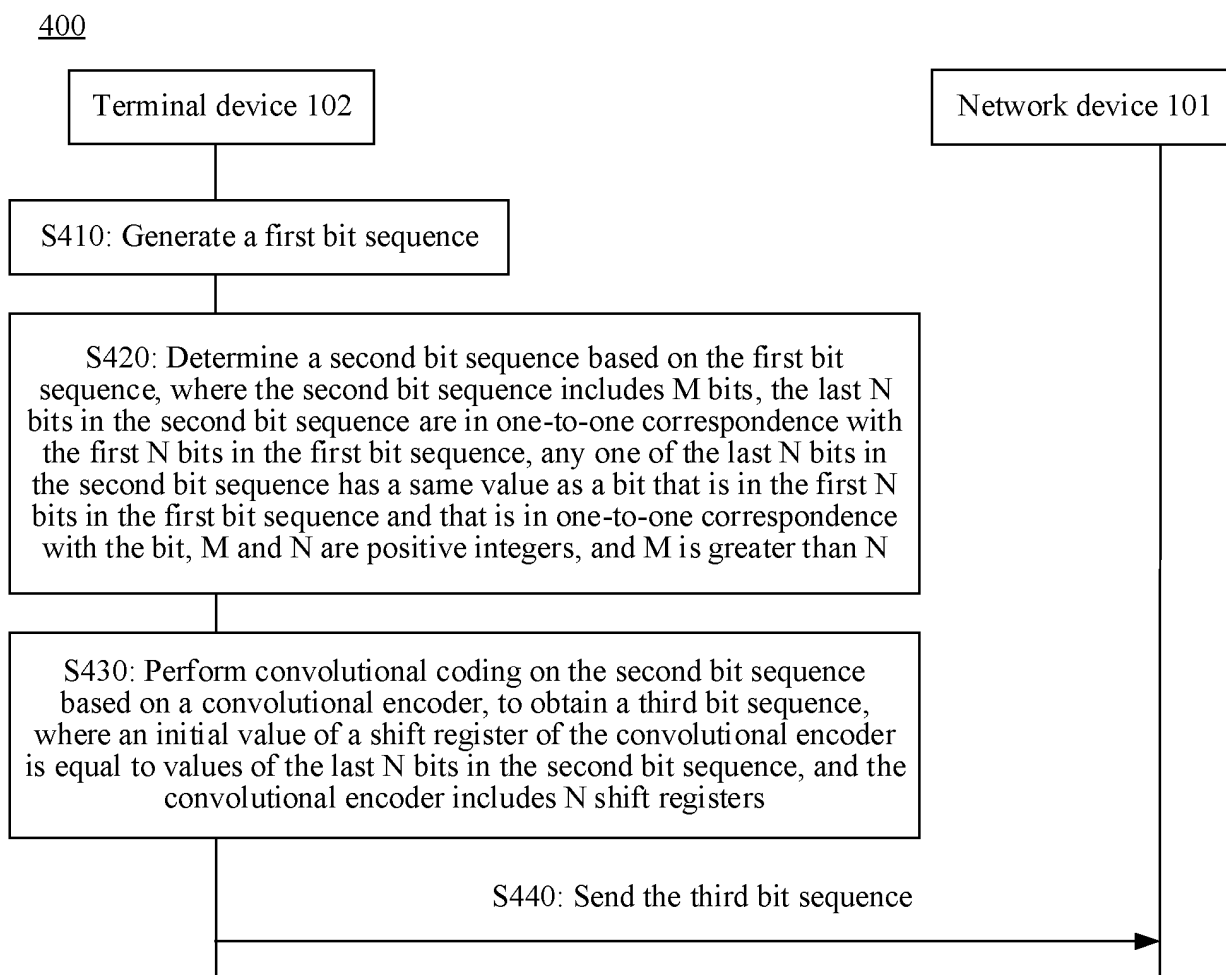 400
Terminal device 102
Network device 101
S410: Generate a first bit sequence
S420: Determine a second bit sequence based on the first bit
sequence, where the second bit sequence includes M bits, the last N
bits in the second bit sequence are in one-to-one correspondence with
the first N bits in the first bit sequence, any one of the last N bits in
the second bit sequence has a same value as a bit that is in the first N
bits in the first bit sequence and that is in one-to-one correspondence
with the bit, M and N are positive integers, and M is greater than N
S430: Perform convolutional coding on the second bit sequence
based on a convolutional encoder, to obtain a third bit sequence,
where an initial value of a shift register of the convolutional encoder
is equal to values of the last N bits in the second bit sequence, and the
convolutional encoder includes N shift registers
S440: Send the third bit sequence